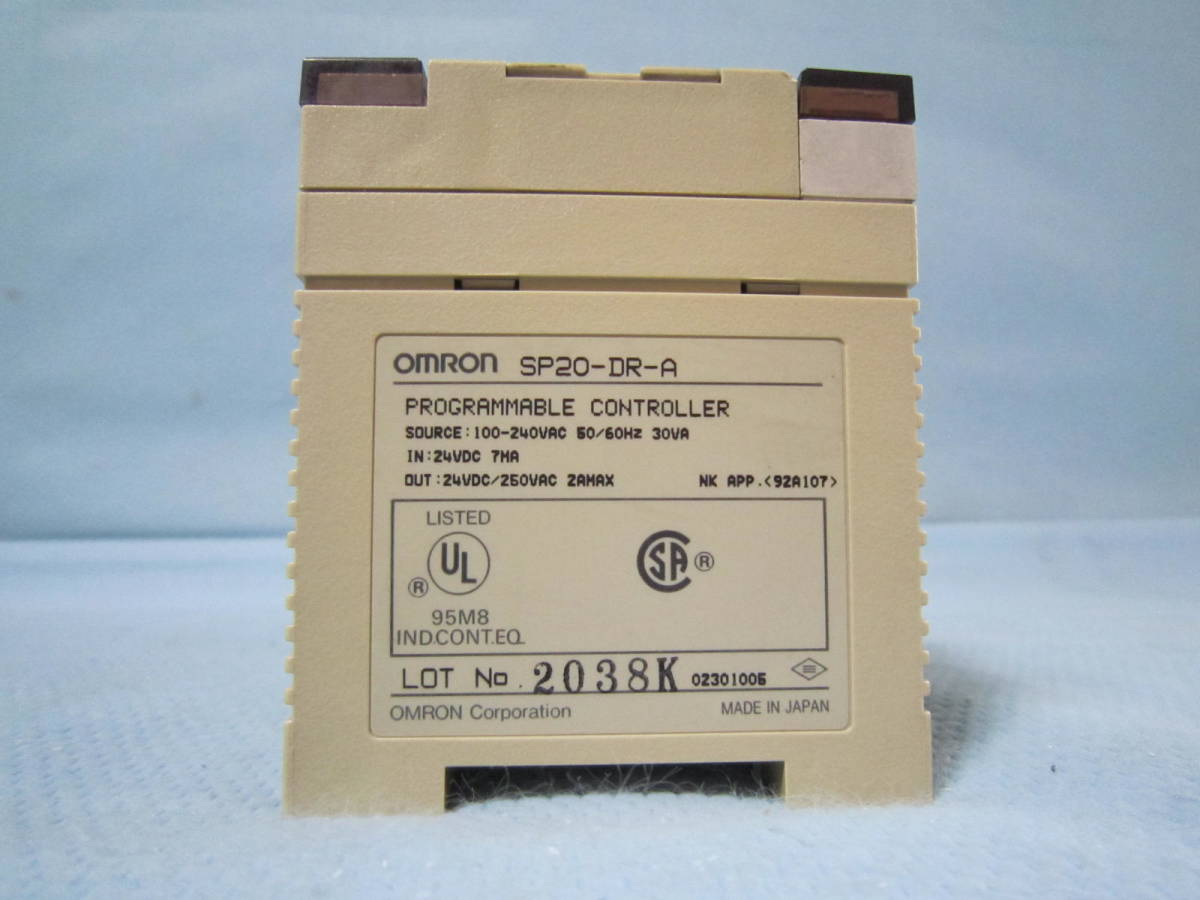 OMRON SP20-DR-A
PROGRAMMABLE CONTROLLER
SOURCE:100-240VAC 50/60Hz 30VA
IN:24VDC 7MA
OUT:24VDC/250VAC 2AMAX NK APP.<92A107>
LISTED
UL
®
SA ®
95M8
IND.CONT.EQ.
LOT No. 2038K 02301005
OMRON Corporation MADE IN JAPAN